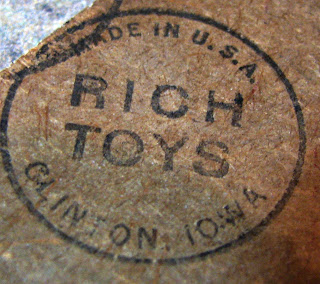 MADE IN U.S.A.
RICH
TOYS
CLINTON, IOWA